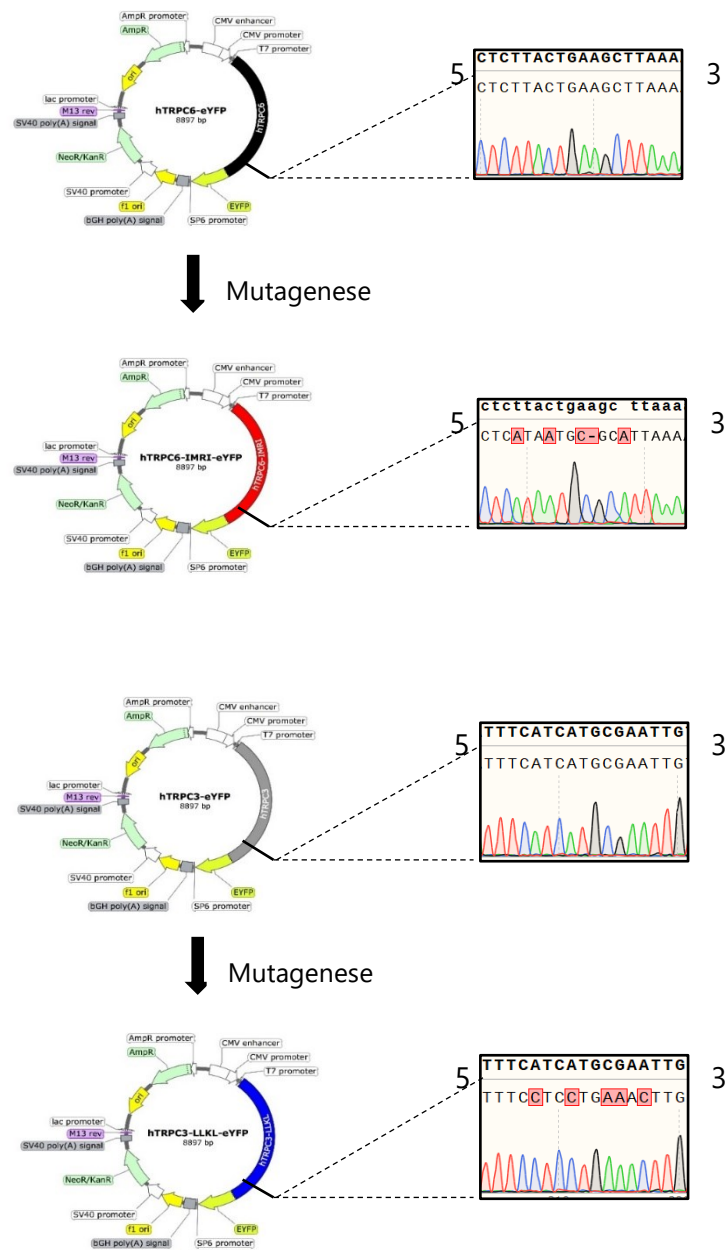 AmpR promoter
AmpR
CMV enhancer
CMV promoter
T7 promoter
ori
lac promoter
M13 rev
SV40 poly(A) signal
hTRPC6-eYFP
8897 bp
hTRPC6
NeoR/KanR
SV40 promoter
f1 ori
bGH poly(A) signal
SP6 promoter
EYFP
5
CTCTTACTGAAGCTTAAA
CTCTTACTGAAGCTTAAA
3
Mutagenese
AmpR promoter
AmpR
CMV enhancer
CMV promoter
T7 promoter
ori
lac promoter
M13 rev
SV40 poly(A) signal
hTRPC6-IMRI-eYFP
8897 bp
hTRPC6-IMRI
NeoR/KanR
SV40 promoter
f1 ori
bGH poly(A) signal
SP6 promoter
EYFP
5
ctcttactgaagc ttaaa
CTCATAATGC-GCATTAAA
3
AmpR promoter
AmpR
CMV enhancer
CMV promoter
T7 promoter
ori
lac promoter
M13 rev
SV40 poly(A) signal
hTRPC3-eYFP
8897 bp
hTRPC3
NeoR/KanR
SV40 promoter
f1 ori
bGH poly(A) signal
SP6 promoter
EYFP
5
TTTCATCATGCGAATTG
TTTCATCATGCGAATTG
3
Mutagenese
AmpR promoter
AmpR
CMV enhancer
CMV promoter
T7 promoter
ori
lac promoter
M13 rev
SV40 poly(A) signal
hTRPC3-LLKL-eYFP
8897 bp
hTRPC3-LLKL
NeoR/KanR
SV40 promoter
f1 ori
bGH poly(A) signal
SP6 promoter
EYFP
5
TTTCATCATGCGAATTG
TTTCCTCCTGAAACTTG
3